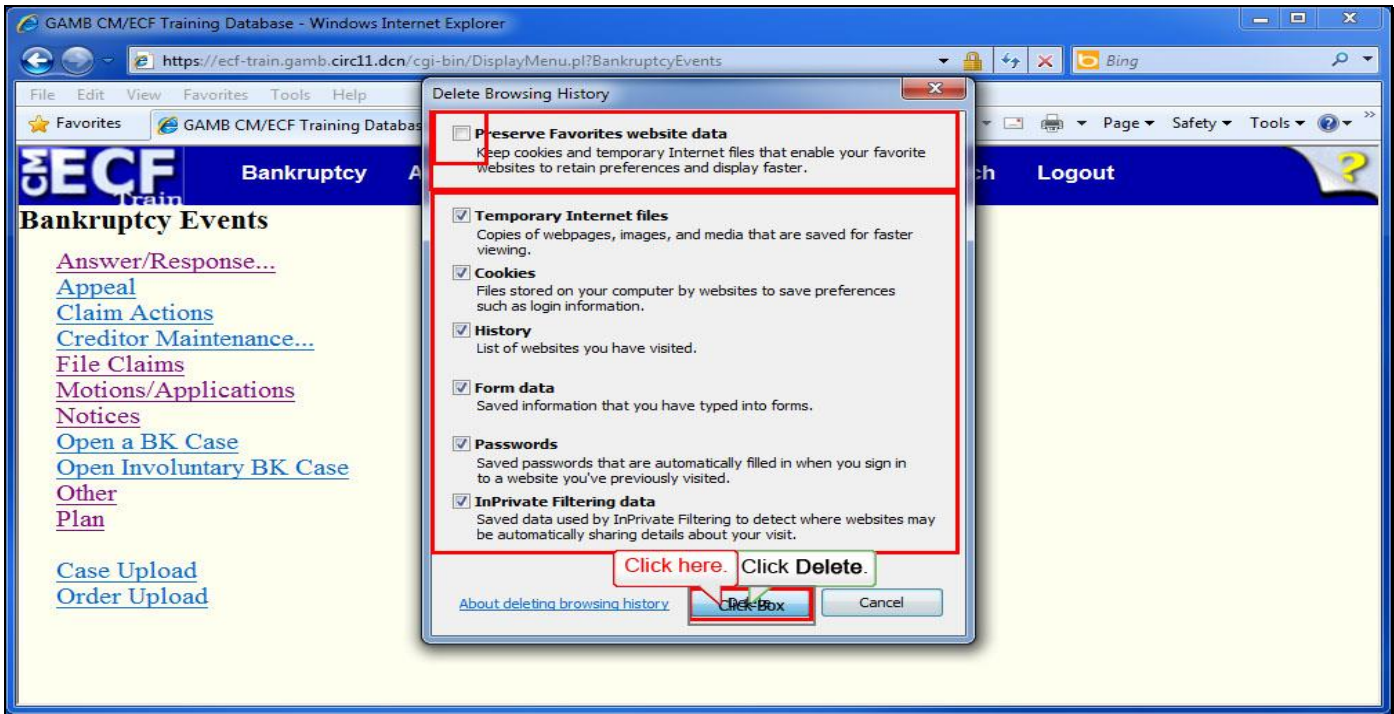 GAMB CM/ECF Training Database - Windows Internet Explorer
https://ecf-train.gamb.circ11.dcn/cgi-bin/DisplayMenu.pl?BankruptcyEvents
Bing
File Edit View Favorites Tools Help
Favorites GAMB CM/ECF Training Databas
Page Safety Tools
CM ECF Train
Bankruptcy A
ch Logout
?
Bankruptcy Events
Answer/Response...
Appeal
Claim Actions
Creditor Maintenance...
File Claims
Motions/Applications
Notices
Open a BK Case
Open Involuntary BK Case
Other
Plan
Case Upload
Order Upload
Delete Browsing History
Preserve Favorites website data
Keep cookies and temporary Internet files that enable your favorite
websites to retain preferences and display faster.
Temporary Internet files
Copies of webpages, images, and media that are saved for faster
viewing.
Cookies
Files stored on your computer by websites to save preferences
such as login information.
History
List of websites you have visited.
Form data
Saved information that you have typed into forms.
Passwords
Saved passwords that are automatically filled in when you sign in
to a website you've previously visited.
InPrivate Filtering data
Saved data used by InPrivate Filtering to detect where websites may
be automatically sharing details about your visit.
Click here. Click Delete.
About deleting browsing history Click Box Cancel